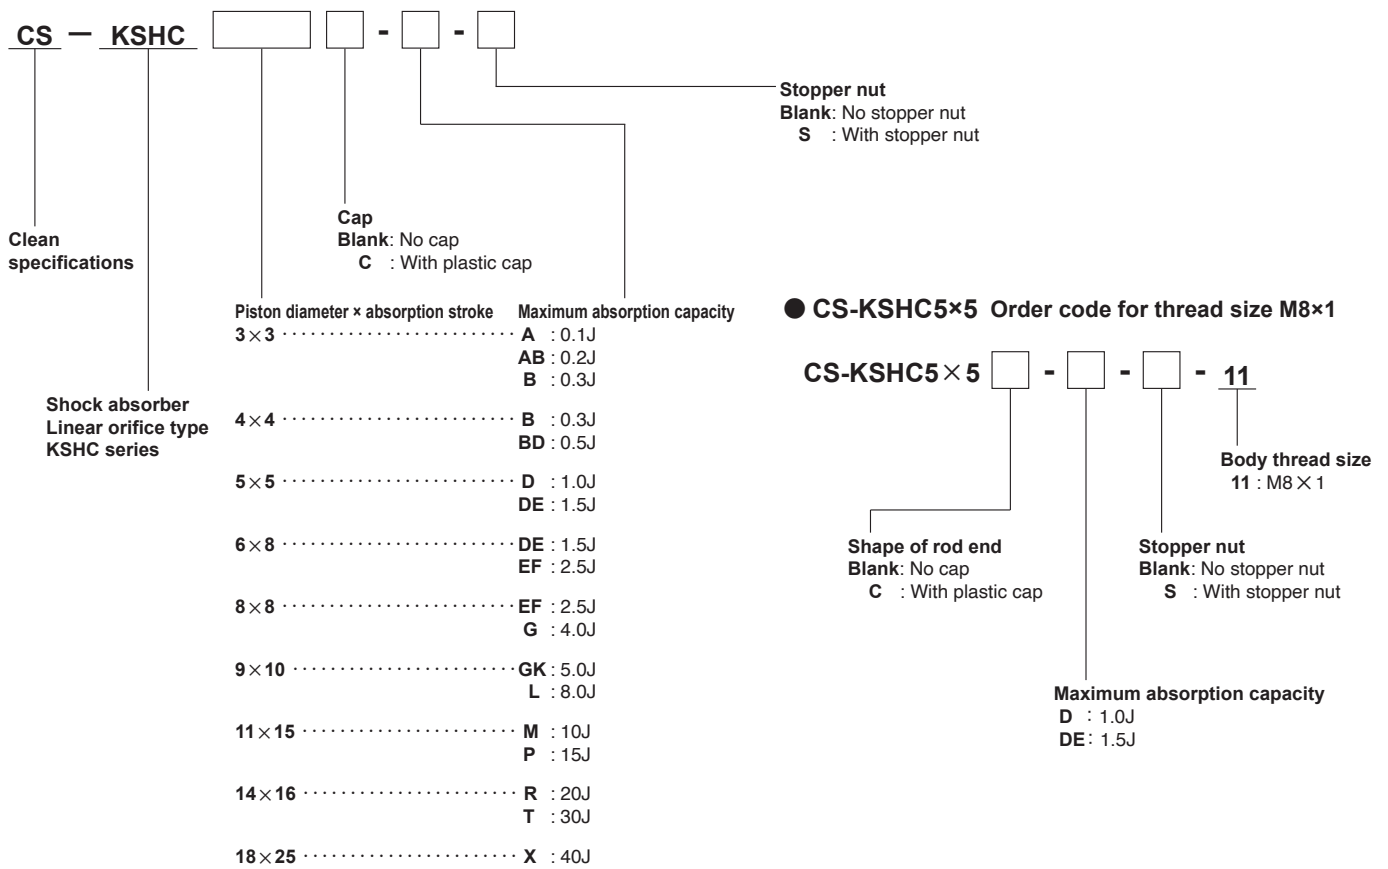 CS — KSHC - -
Stopper nut
Blank: No stopper nut
S : With stopper nut
Cap
Blank: No cap
C : With plastic cap
Clean
specifications
Shock absorber
Linear orifice type
KSHC series
Piston diameter × absorption stroke Maximum absorption capacity
3×3 ························· A : 0.1J
AB : 0.2J
B : 0.3J
4×4 ························· B : 0.3J
BD : 0.5J
5×5 ························· D : 1.0J
DE : 1.5J
6×8 ························· DE : 1.5J
EF : 2.5J
8×8 ························· EF : 2.5J
G : 4.0J
9×10 ························ GK : 5.0J
L : 8.0J
11×15 ······················· M : 10J
P : 15J
14×16 ······················· R : 20J
T : 30J
18×25 ······················· X : 40J
● CS-KSHC5×5 Order code for thread size M8×1
CS-KSHC5×5 - - - 11
Body thread size
11 : M8×1
Shape of rod end
Blank: No cap
C : With plastic cap
Stopper nut
Blank: No stopper nut
S : With stopper nut
Maximum absorption capacity
D : 1.0J
DE : 1.5J